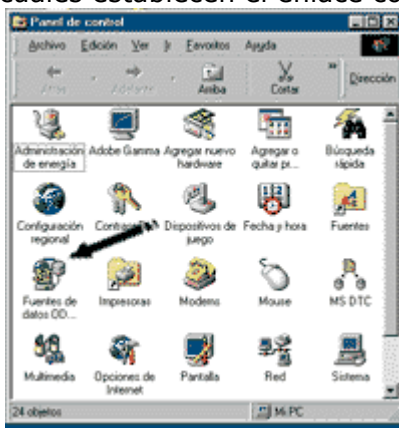 cuales establecen el enlace co
Panel de control
Archivo Edición Ver Ir Favoritos Ayuda
Atrás Adelante Arriba Cortar » Dirección
Administración de energía Adobe Gamma Agregar nuevo hardware Agregar o quitar pr... Búsqueda rápida
Configuración regional Contraseñas Dispositivos de juego Fecha y hora Fuentes
Fuentes de datos OD... Impresoras Modems Mouse MS DTC
Multimedia Opciones de Internet Pantalla Red Sistema
24 objetos Mi PC